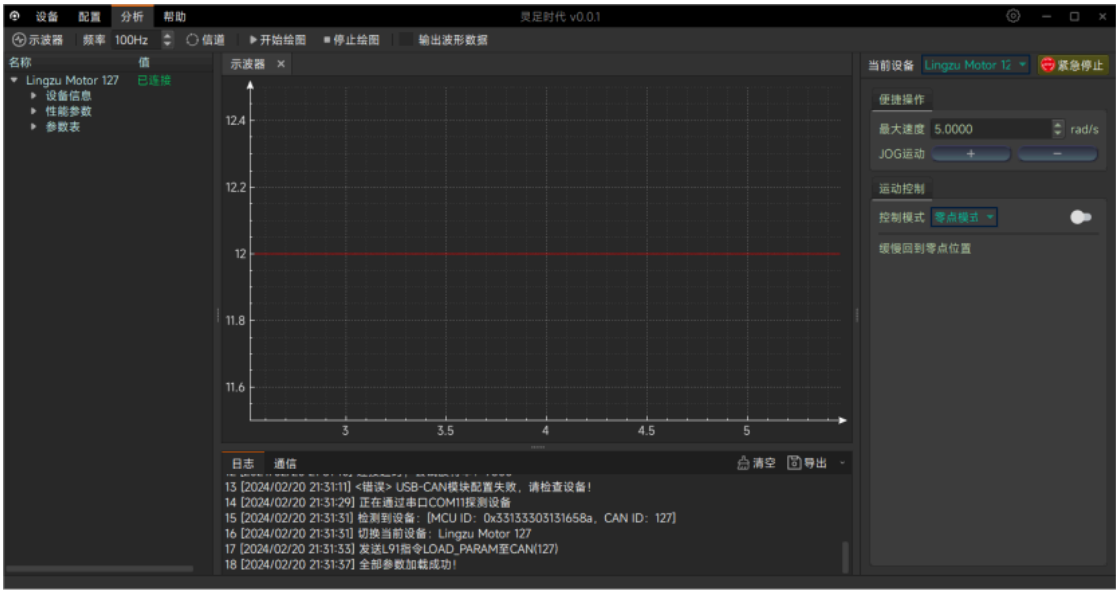 灵足时代 v0.0.1
设备 配置 分析 帮助
示波器 频率 100Hz 信道 开始绘图 停止绘图 输出波形数据
名称 值
Lingzu Motor 127 已连接
设备信息
性能参数
参数表
示波器
12.4
12.2
12
11.8
11.6
3 3.5 4 4.5 5
日志 通信 清空 导出
13 [2024/02/20 21:31:11] <错误> USB-CAN模块配置失败，请检查设备！
14 [2024/02/20 21:31:29] 正在通过串口COM11探测设备
15 [2024/02/20 21:31:31] 检测到设备：[MCU ID：0x33133303131658a，CAN ID：127]
16 [2024/02/20 21:31:31] 切换当前设备：Lingzu Motor 127
17 [2024/02/20 21:31:33] 发送L91指令LOAD_PARAM至CAN(127)
18 [2024/02/20 21:31:37] 全部参数加载成功！
当前设备 Lingzu Motor 12 紧急停止
便捷操作
最大速度 5.0000 rad/s
JOG运动 + −
运动控制
控制模式 零点模式
缓慢回到零点位置